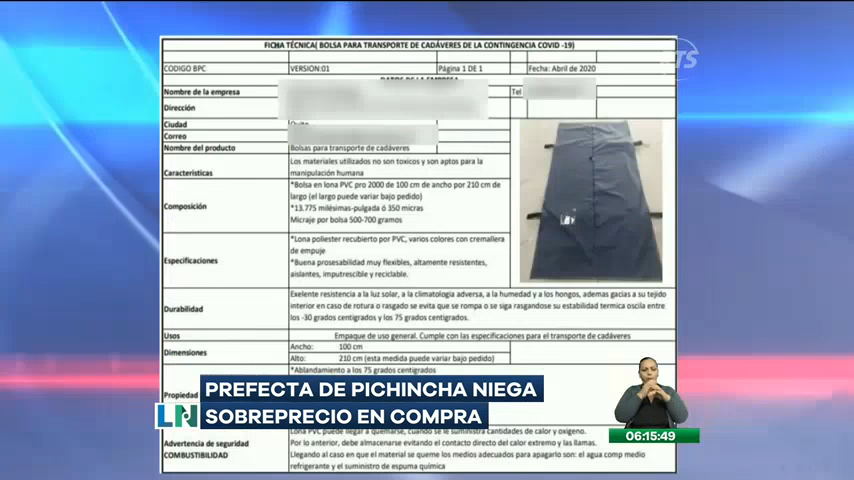 FICHA TÉCNICA( BOLSA PARA TRANSPORTE DE CADÁVERES DE LA CONTINGENCIA COVID -19)
CODIGO BPC VERSION:01 Página 1 DE 1 Fecha: Abril de 2020
RTS
DATOS DE LA EMPRESA
Nombre de la empresa Tel
Dirección
Ciudad Quito
Correo
Nombre del producto Bolsas para transporte de cadáveres
Caracteristicas Los materiales utilizados no son toxicos y son aptos para la
manipulación humana
Composición *Bolsa en lona PVC pro 2000 de 100 cm de ancho por 210 cm de
largo (el largo puede variar bajo pedido)
*13.775 milésimas-pulgada ó 350 micras
Micraje por bolsa 500-700 gramos
Especificaciones *Lona poliester recubierto por PVC, varios colores con cremallera
de empuje
*Buena prosesabilidad muy flexibles, altamente resistentes,
aislantes, imputrescible y reciclable.
Durabilidad Exelente resistencia a la luz solar, a la climatologia adversa, a la humedad y a los hongos, ademas gacias a su tejido
interior en caso de rotura o rasgado se evita que se rompa o se siga rasgandose su estabilidad termica oscila entre
los -30 grados centigrados y los 75 grados centigrados.
Usos Empaque de uso general. Cumple con las especificaciones para el transporte de cadáveres
Dimensiones Ancho: 100 cm
Alto: 210 cm (esta medida puede variar bajo pedido)
*Ablandamiento a los 75 grados centigrados
Propiedad
PREFECTA DE PICHINCHA NIEGA
LN SOBREPRECIO EN COMPRA
06:15:49
Advertencia de seguridad
COMBUSTIBILIDAD
Lona PVC puede llegar a quemarse, cuando se le suministra cantidades de calor y oxigeno.
Por lo anterior, debe almacenarse evitando el contacto directo del calor extremo y las llamas.
Llegando al caso en que el material se queme los medios adecuados para apagarlo son: el agua cmp medio
refrigerante y el suministro de espuma química